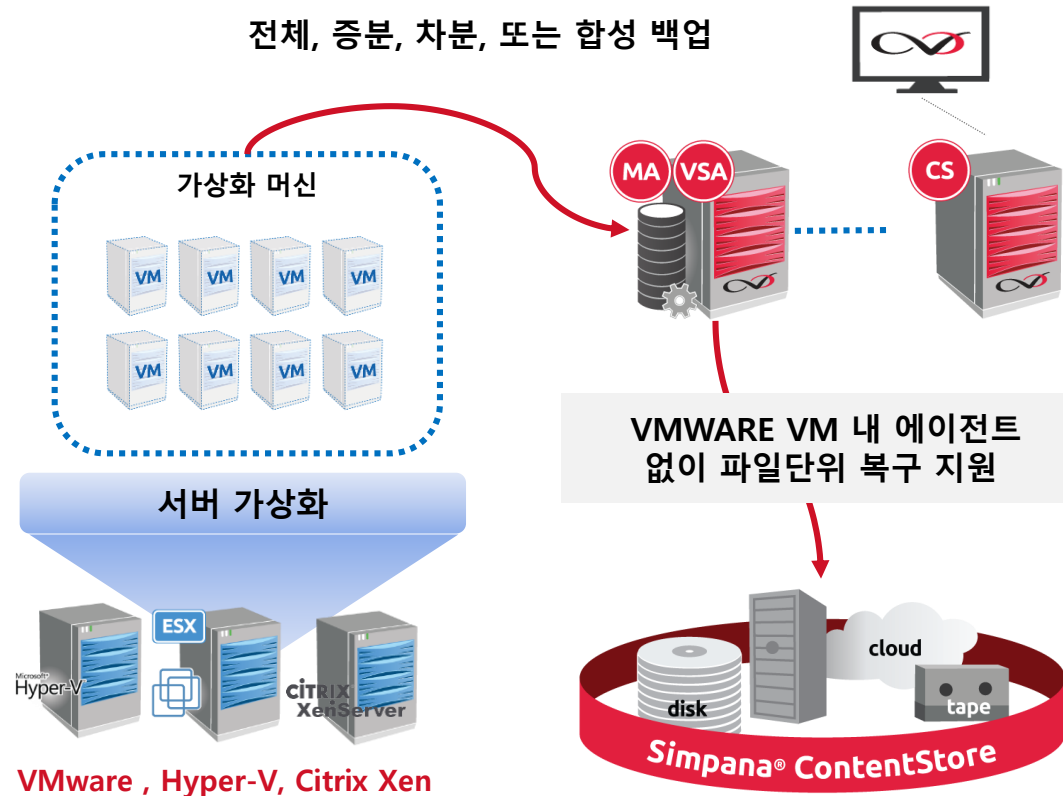 전체, 증분, 차분, 또는 합성 백업
가상화 머신
MA
VSA
CS
VM
VM
VM
VM
VM
VM
VM
VM
VMWARE VM 내 에이전트
없이 파일단위 복구 지원
서버 가상화
ESX
Microsoft®
Hyper-V
CITRIX
XenServer
cloud
disk
tape
Simpana® ContentStore
VMware , Hyper-V, Citrix Xen